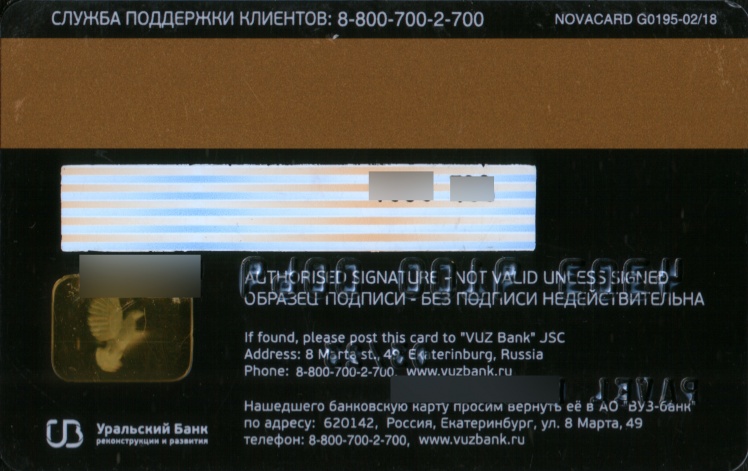 СЛУЖБА ПОДДЕРЖКИ КЛИЕНТОВ: 8-800-700-2-700
NOVACARD G0195-02/18
AUTHORISED SIGNATURE - NOT VALID UNLESS SIGNED
ОБРАЗЕЦ ПОДПИСИ - БЕЗ ПОДПИСИ НЕДЕЙСТВИТЕЛЬНА
If found, please post this card to "VUZ Bank" JSC
Address: 8 Marta st., 49, Ekaterinburg, Russia
Phone: 8-800-700-2-700 www.vuzbank.ru
PAVEL
Нашедшего банковскую карту просим вернуть её в АО "ВУЗ-банк"
по адресу: 620142, Россия, Екатеринбург, ул. 8 Марта, 49
телефон: 8-800-700-2-700, www.vuzbank.ru
Уральский Банк
реконструкции и развития